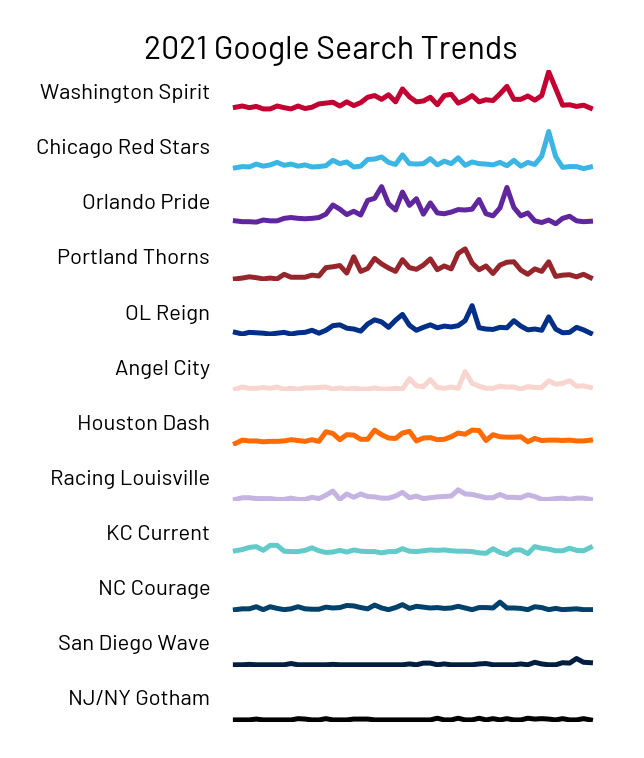 2021 Google Search Trends
Washington Spirit
Chicago Red Stars
Orlando Pride
Portland Thorns
OL Reign
Angel City
Houston Dash
Racing Louisville
KC Current
NC Courage
San Diego Wave
NJ/NY Gotham